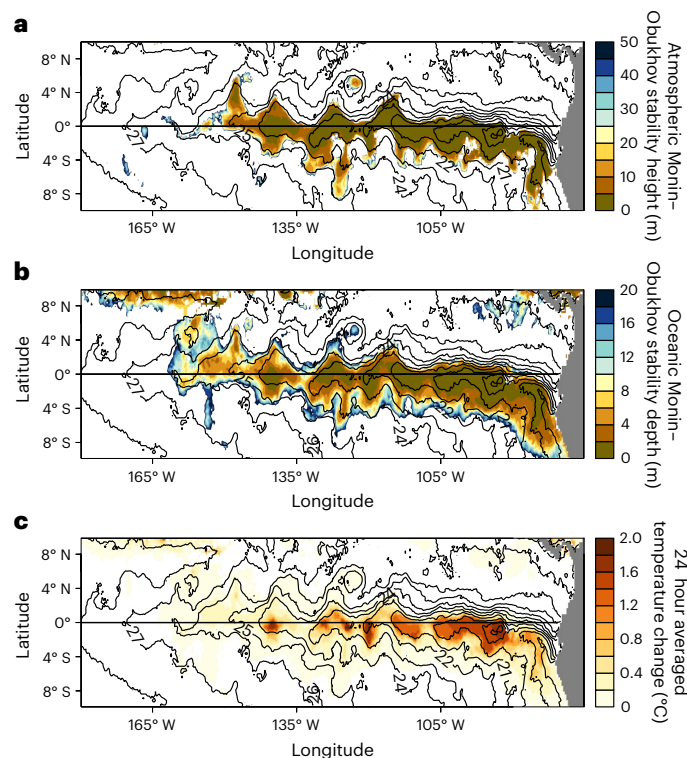 a
8° N
4° N
0°
4° S
8° S
Latitude
165° W
135° W
105° W
Longitude
27
24
50
40
30
20
10
0
Atmospheric Monin–
Obukhov stability height (m)
b
8° N
4° N
0°
4° S
8° S
Latitude
165° W
135° W
105° W
Longitude
27
26
24
20
16
12
8
4
0
Oceanic Monin–
Obukhov stability depth (m)
c
8° N
4° N
0°
4° S
8° S
Latitude
165° W
135° W
105° W
Longitude
27
26
24
22
2.0
1.6
1.2
0.8
0.4
0
24 hour averaged
temperature change (°C)